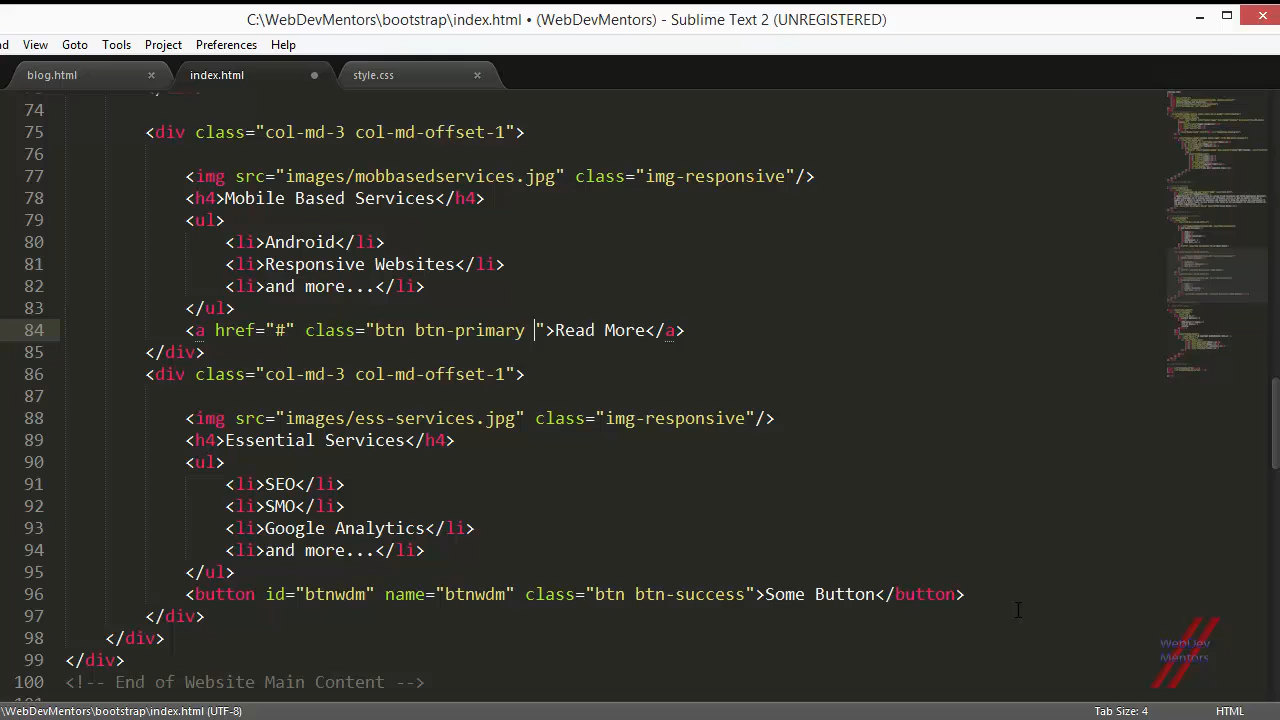 C:\WebDevMentors\bootstrap\index.html • (WebDevMentors) - Sublime Text 2 (UNREGISTERED)
View Goto Tools Project Preferences Help
blog.html × index.html style.css ×
74
75 <div class="col-md-3 col-md-offset-1">
76
77 <img src="images/mobbasedservices.jpg" class="img-responsive"/>
78 <h4>Mobile Based Services</h4>
79 <ul>
80 <li>Android</li>
81 <li>Responsive Websites</li>
82 <li>and more...</li>
83 </ul>
84 <a href="#" class="btn btn-primary ">Read More</a>
85 </div>
86 <div class="col-md-3 col-md-offset-1">
87
88 <img src="images/ess-services.jpg" class="img-responsive"/>
89 <h4>Essential Services</h4>
90 <ul>
91 <li>SEO</li>
92 <li>SMO</li>
93 <li>Google Analytics</li>
94 <li>and more...</li>
95 </ul>
96 <button id="btnwdm" name="btnwdm" class="btn btn-success">Some Button</button>
97 </div>
98 </div>
99 </div>
100 <!-- End of Website Main Content -->
WebDev
Mentors
\WebDevMentors\bootstrap\index.html (UTF-8) Tab Size: 4 HTML